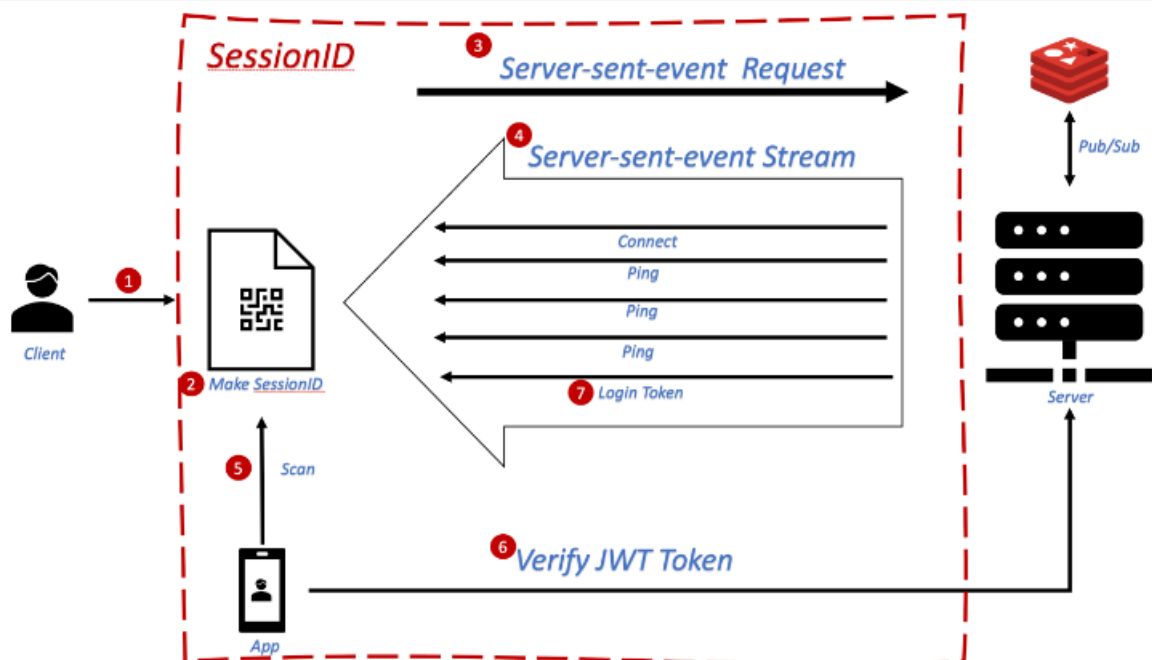 SessionID
3
Server-sent-event Request
4
Server-sent-event Stream
Pub/Sub
Connect
1
Ping
Ping
Client
Ping
2 Make SessionID
7 Login Token
Server
5
Scan
6
Verify JWT Token
App